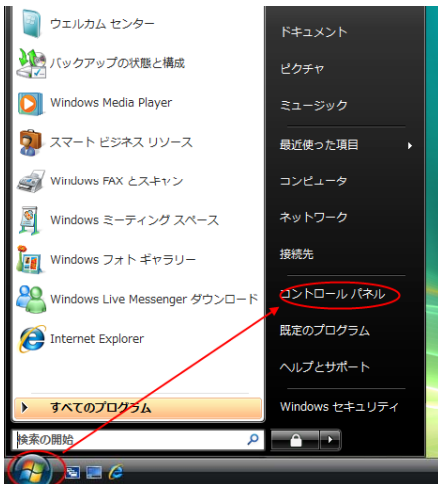 ウェルカム センター
バックアップの状態と構成
Windows Media Player
スマート ビジネス リソース
Windows FAX とスキャン
Windows ミーティング スペース
Windows フォト ギャラリー
Windows Live Messenger ダウンロード
Internet Explorer
すべてのプログラム
検索の開始
ドキュメント
ピクチャ
ミュージック
最近使った項目
コンピュータ
ネットワーク
接続先
コントロール パネル
既定のプログラム
ヘルプとサポート
Windows セキュリティ